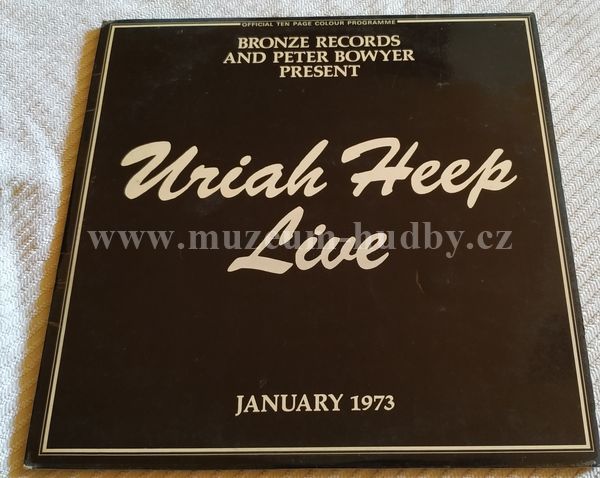 OFFICIAL TEN PAGE COLOUR PROGRAMME
BRONZE RECORDS
AND PETER BOWYER
PRESENT
Uriah Heep
www.muzeum-hudby.cz
Live
JANUARY 1973